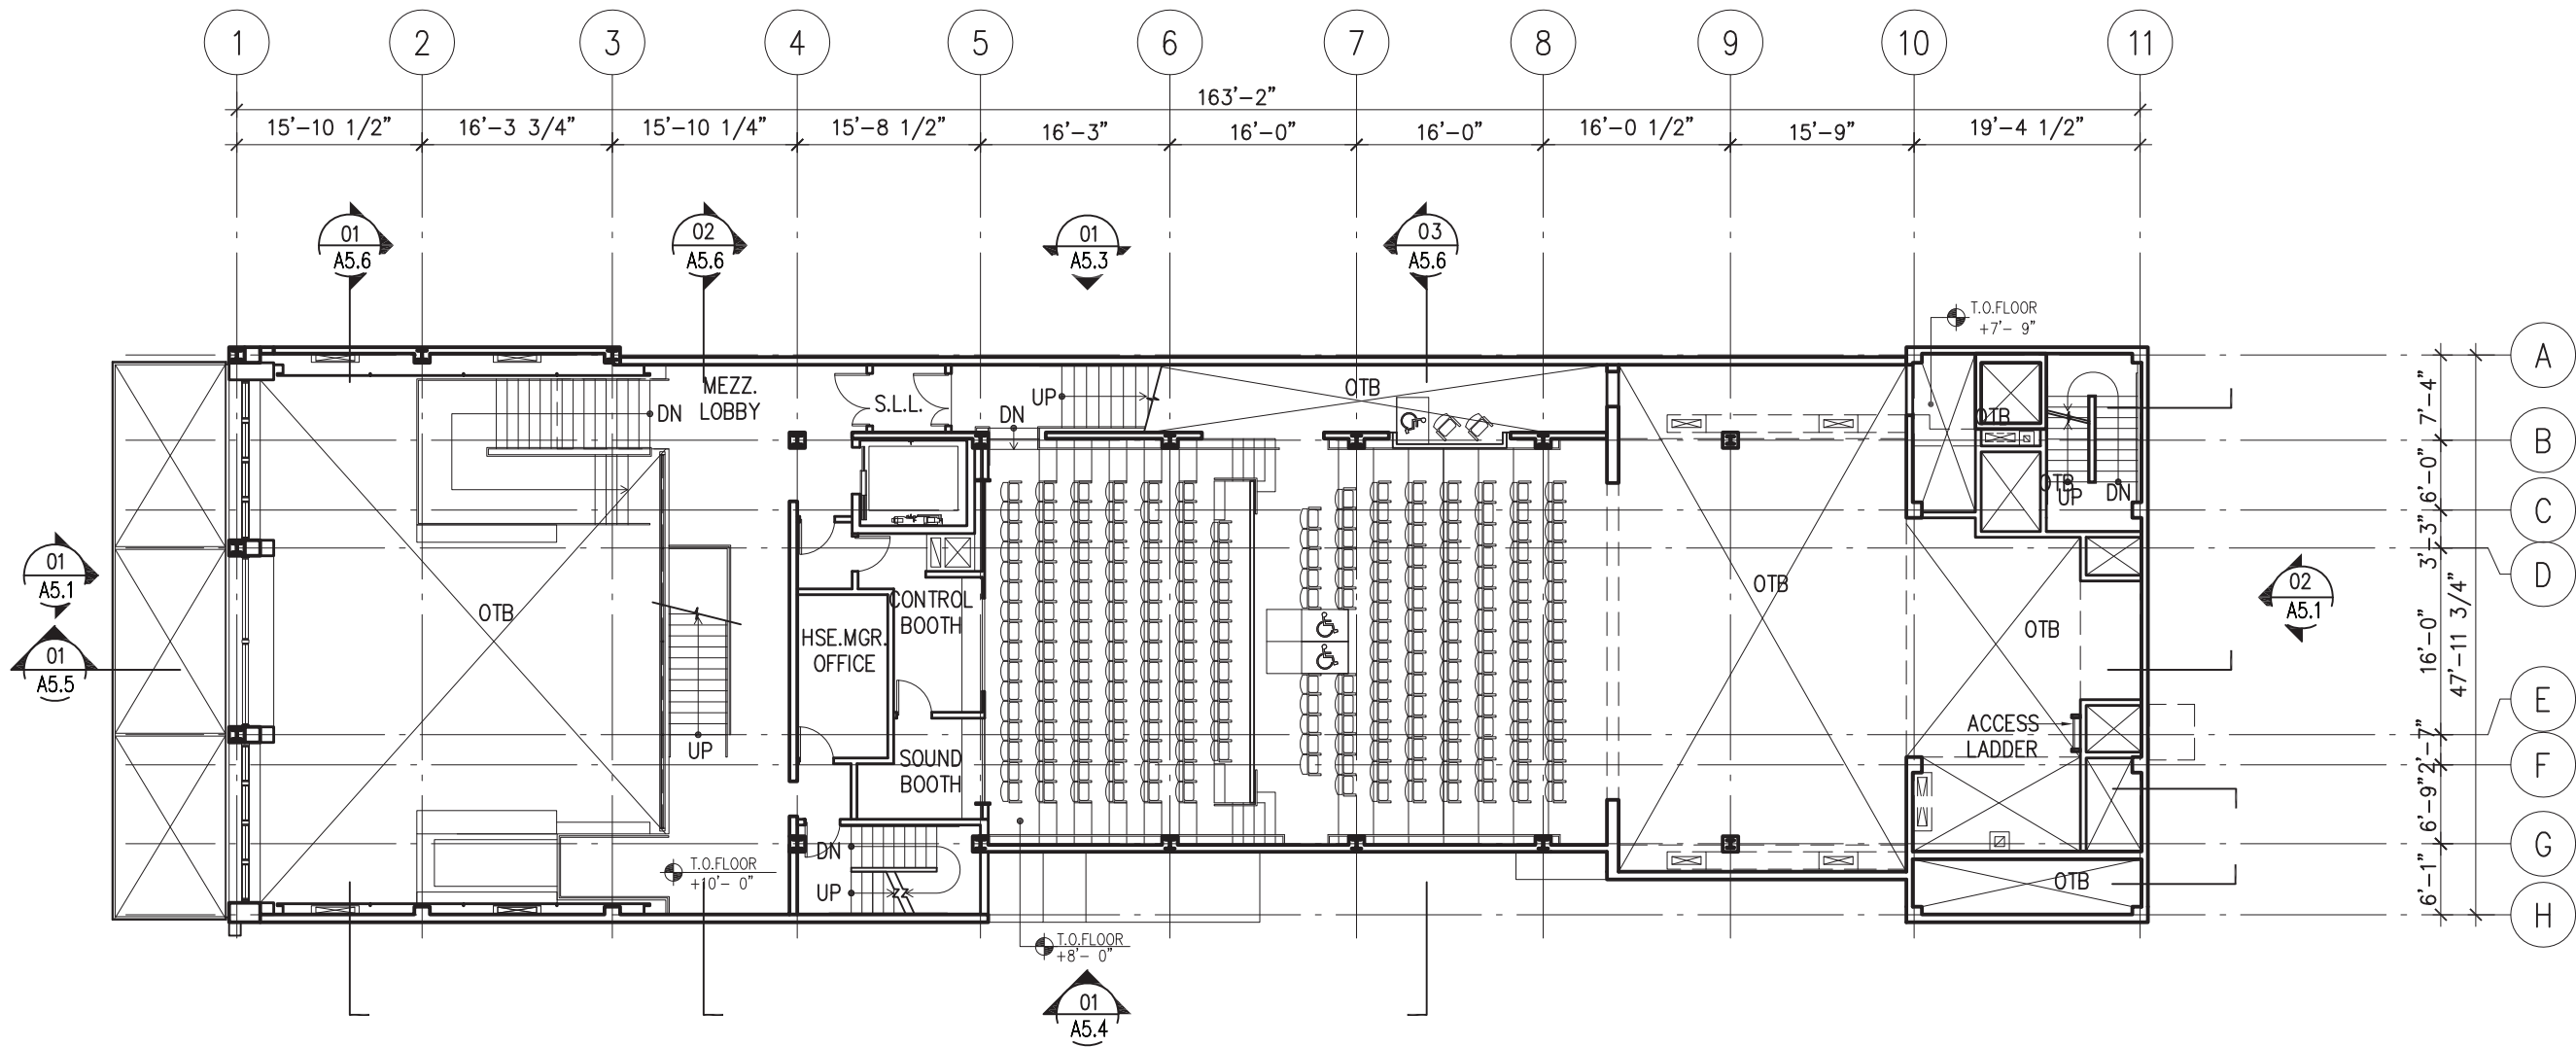 1 2 3 4 5 6 7 8 9 10 11
163'-2"
15'-10 1/2" 16'-3 3/4" 15'-10 1/4" 15'-8 1/2" 16'-3" 16'-0" 16'-0" 16'-0 1/2" 15'-9" 19'-4 1/2"
01
A5.6
02
A5.6
01
A5.3
03
A5.6
T.O.FLOOR
+7'- 9"
A
B
C
D
E
F
G
H
7'-4"
6'-0"
3'-3"
16'-0"
2'-7"
6'-9"
6'-1"
47'-11 3/4"
MEZZ.
LOBBY
DN
S.L.L.
DN
UP
OTB
OTB
OTB
UP
DN
01
A5.1
01
A5.5
02
A5.1
OTB
OTB
OTB
UP
CONTROL
BOOTH
HSE.MGR.
OFFICE
SOUND
BOOTH
ACCESS
LADDER
DN
UP
T.O.FLOOR
+10'- 0"
OTB
T.O.FLOOR
+8'- 0"
01
A5.4